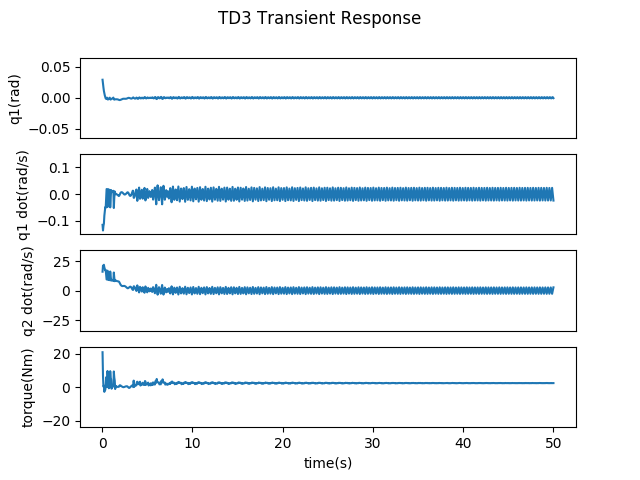 TD3 Transient Response
q1(rad)
0.05
0.00
−0.05
q1 dot(rad/s)
0.1
0.0
−0.1
q2 dot(rad/s)
25
0
−25
torque(Nm)
20
0
−20
0 10 20 30 40 50
time(s)